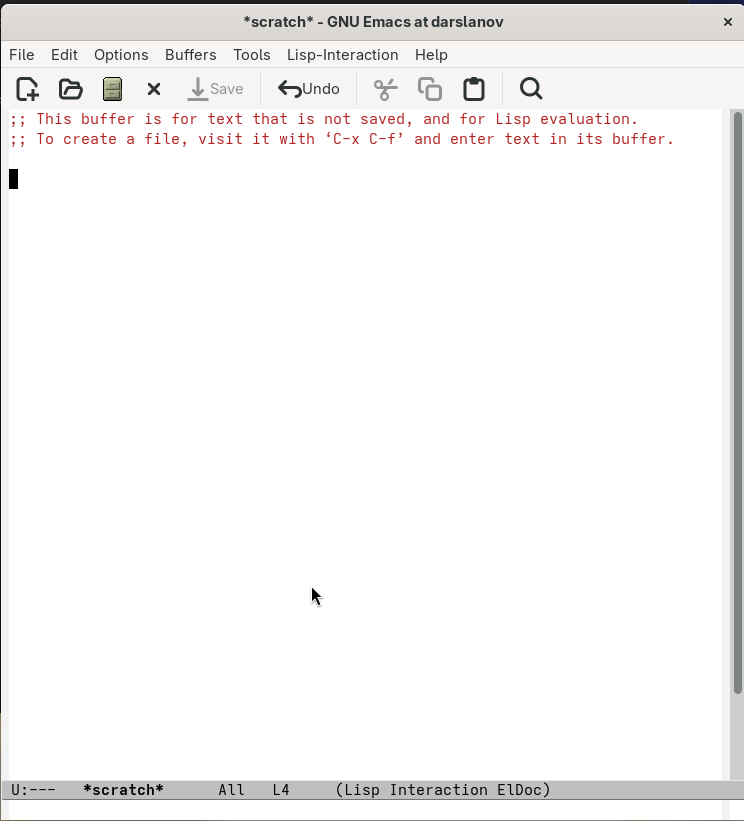 *scratch* - GNU Emacs at darslanov
File Edit Options Buffers Tools Lisp-Interaction Help
Save Undo
;; This buffer is for text that is not saved, and for Lisp evaluation.
;; To create a file, visit it with ‘C-x C-f’ and enter text in its buffer.
U:--- *scratch* All L4 (Lisp Interaction ElDoc)